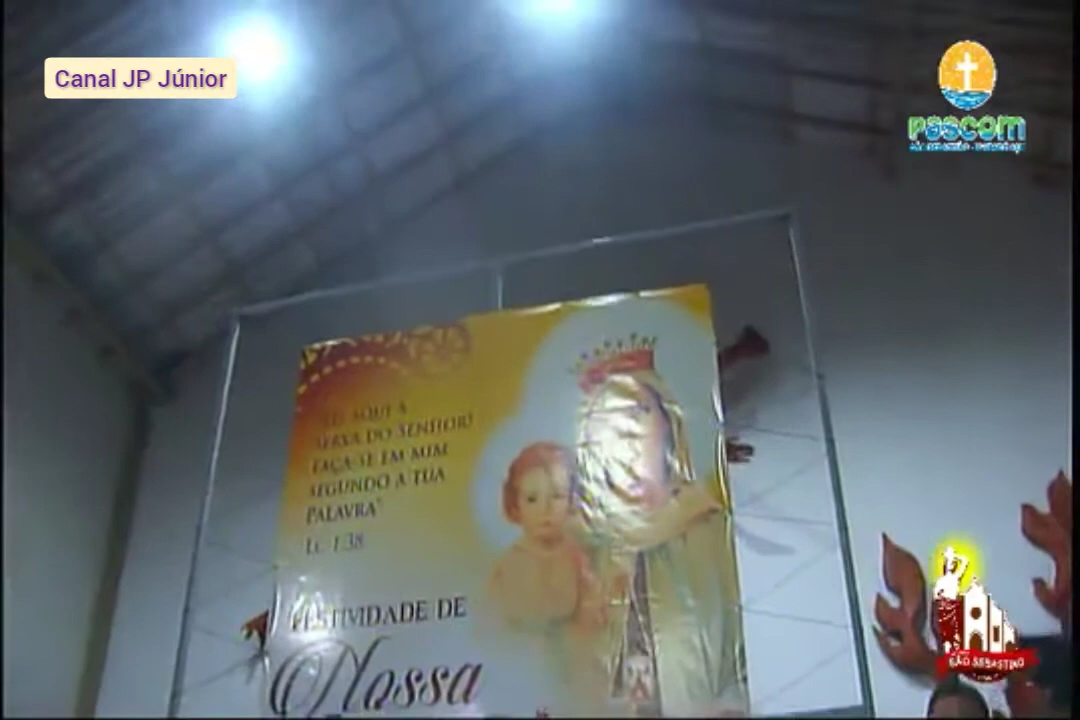 Canal JP Júnior
Pascom
AQUI A
SERVA DO SENHOR!
FAÇA-SE EM MIM
SEGUNDO A TUA
PALAVRA"
Lc 1,38
FESTIVIDADE DE
Nossa
SÃO SEBASTIÃO